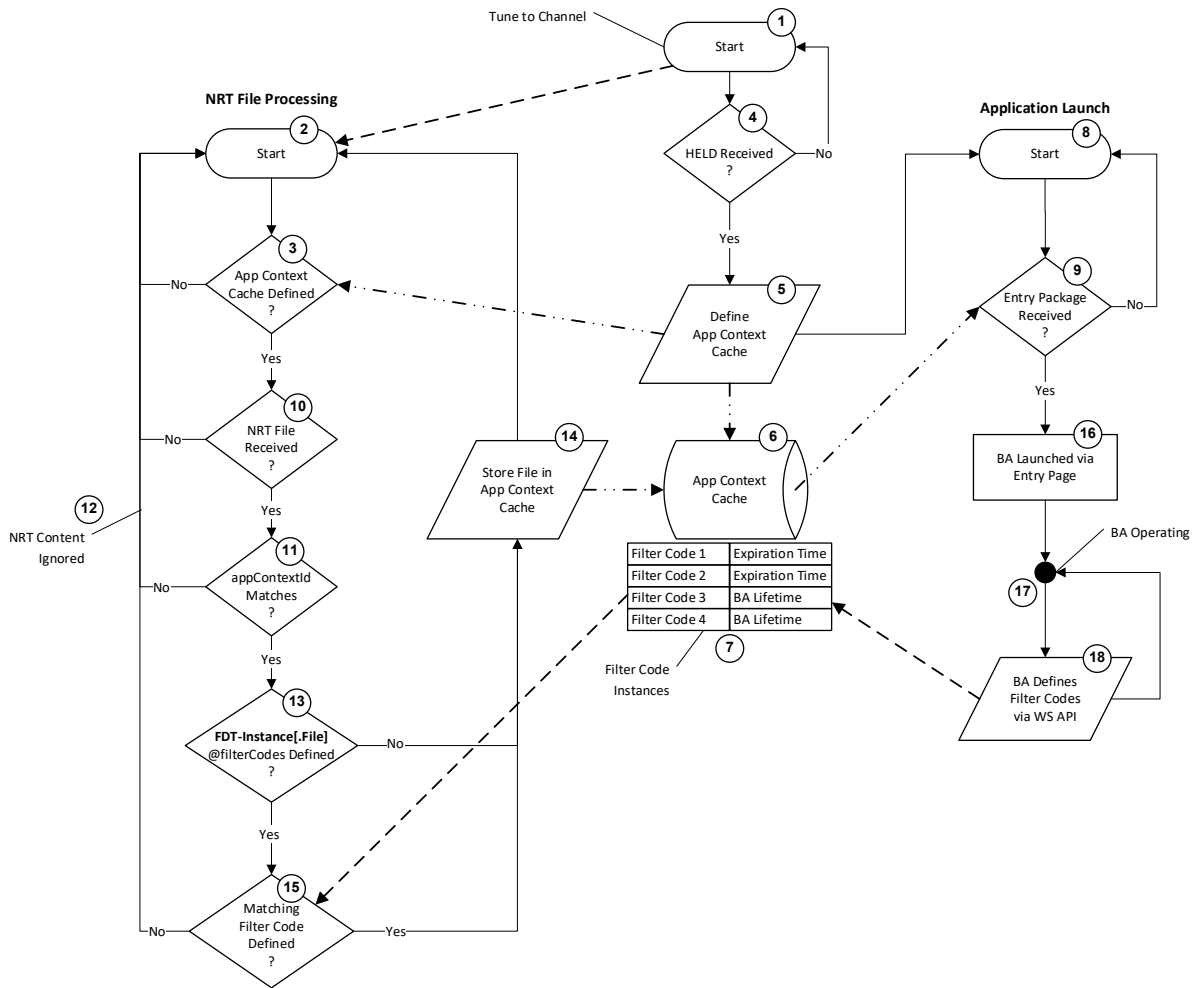 Tune to Channel
1
Start
NRT File Processing
2
Start
4
HELD Received
?
No
Yes
Application Launch
8
Start
3
App Context
Cache Defined
?
No
Yes
5
Define
App Context
Cache
9
Entry Package
Received
?
No
Yes
10
NRT File
Received
?
No
Yes
14
Store File in
App Context
Cache
6
App Context
Cache
16
BA Launched via
Entry Page
12
NRT Content
Ignored
11
appContextId
Matches
?
No
Yes
Filter Code 1 Expiration Time
Filter Code 2 Expiration Time
Filter Code 3 BA Lifetime
Filter Code 4 BA Lifetime
7
Filter Code
Instances
BA Operating
17
18
BA Defines
Filter Codes
via WS API
13
FDT-Instance[.File]
@filterCodes Defined
?
No
Yes
15
Matching
Filter Code
Defined
?
No
Yes